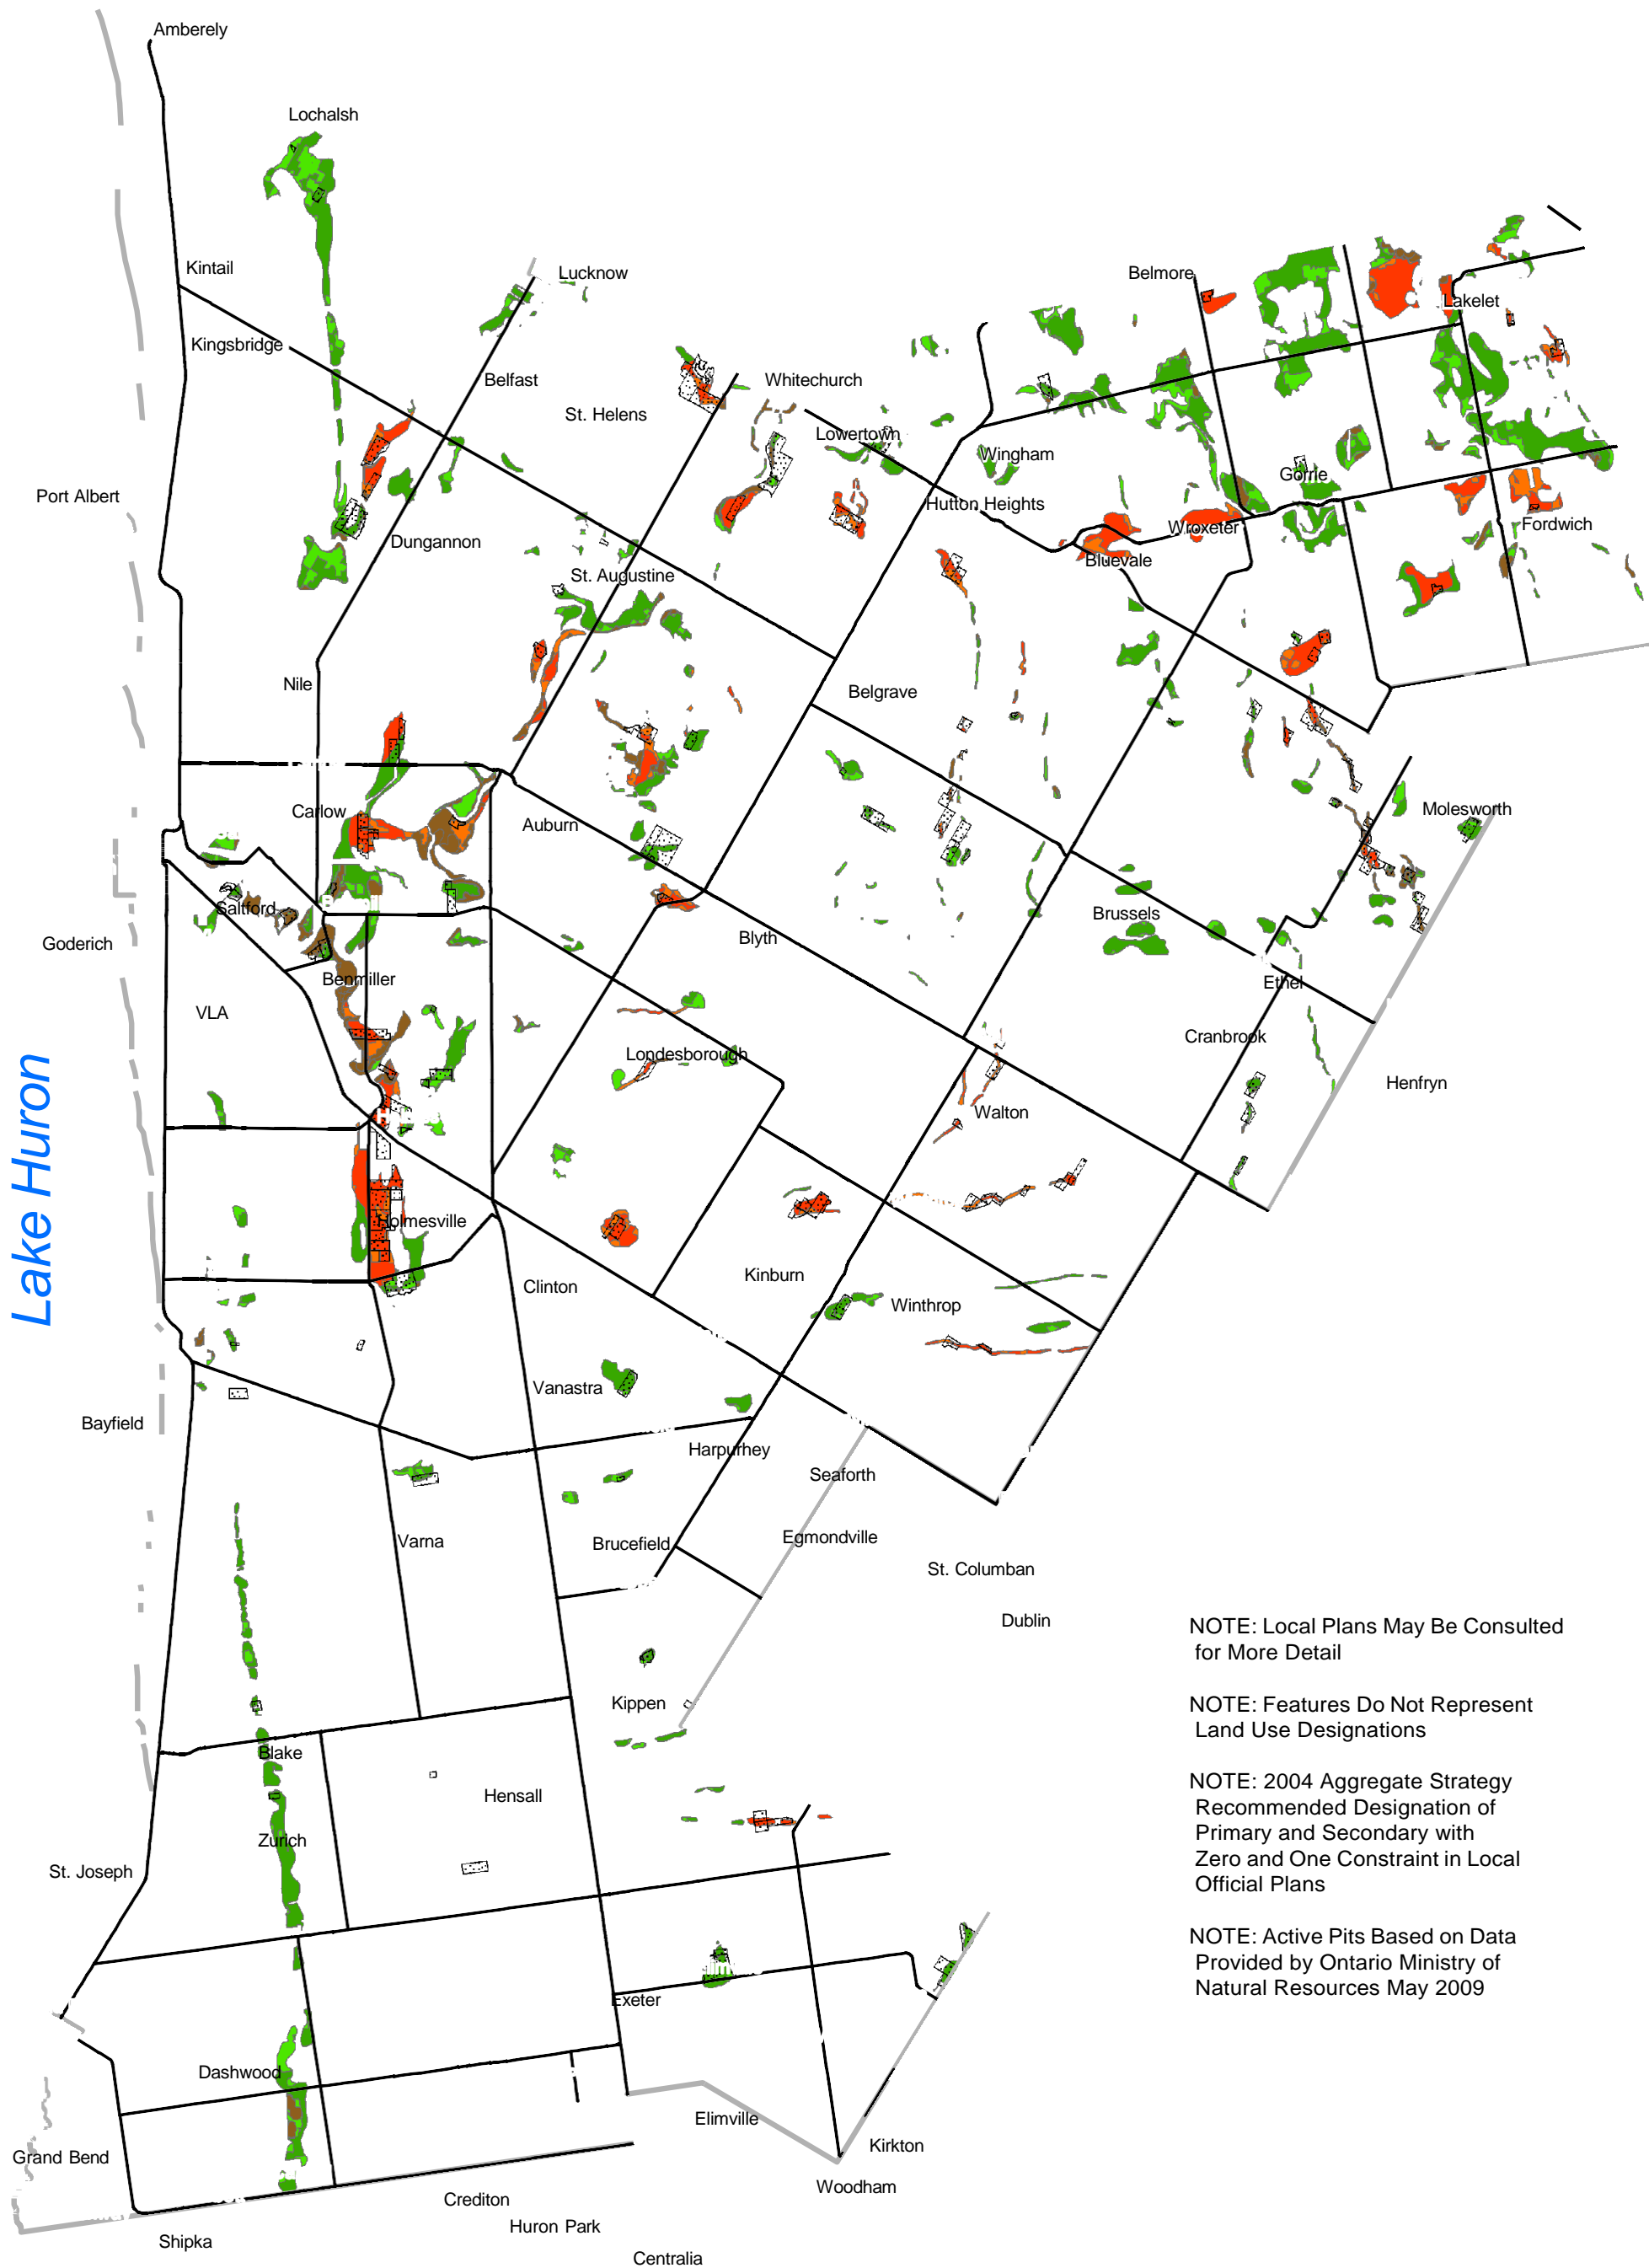 Amberely
Lochalsh
Kintail
Lucknow
Belmore
Lakelet
Kingsbridge
Belfast
Whitechurch
St. Helens
Lowertown
Wingham
Gorrie
Port Albert
Hutton Heights
Wroxeter
Fordwich
Dungannon
Bluevale
St. Augustine
Nile
Belgrave
Carlow
Auburn
Molesworth
Saltford
Brussels
Goderich
Blyth
Benmiller
Ethel
VLA
Cranbrook
Londesborough
Henfryn
Walton
Lake Huron
Holmesville
Clinton
Kinburn
Winthrop
Vanastra
Bayfield
Harpurhey
Seaforth
Varna
Brucefield
Egmondville
St. Columban
Dublin
NOTE: Local Plans May Be Consulted
for More Detail
Kippen
NOTE: Features Do Not Represent
Land Use Designations
Blake
Hensall
NOTE: 2004 Aggregate Strategy
Recommended Designation of
Primary and Secondary with
Zero and One Constraint in Local
Official Plans
Zurich
St. Joseph
NOTE: Active Pits Based on Data
Provided by Ontario Ministry of
Natural Resources May 2009
Exeter
Dashwood
Elimville
Kirkton
Grand Bend
Woodham
Crediton
Huron Park
Shipka
Centralia